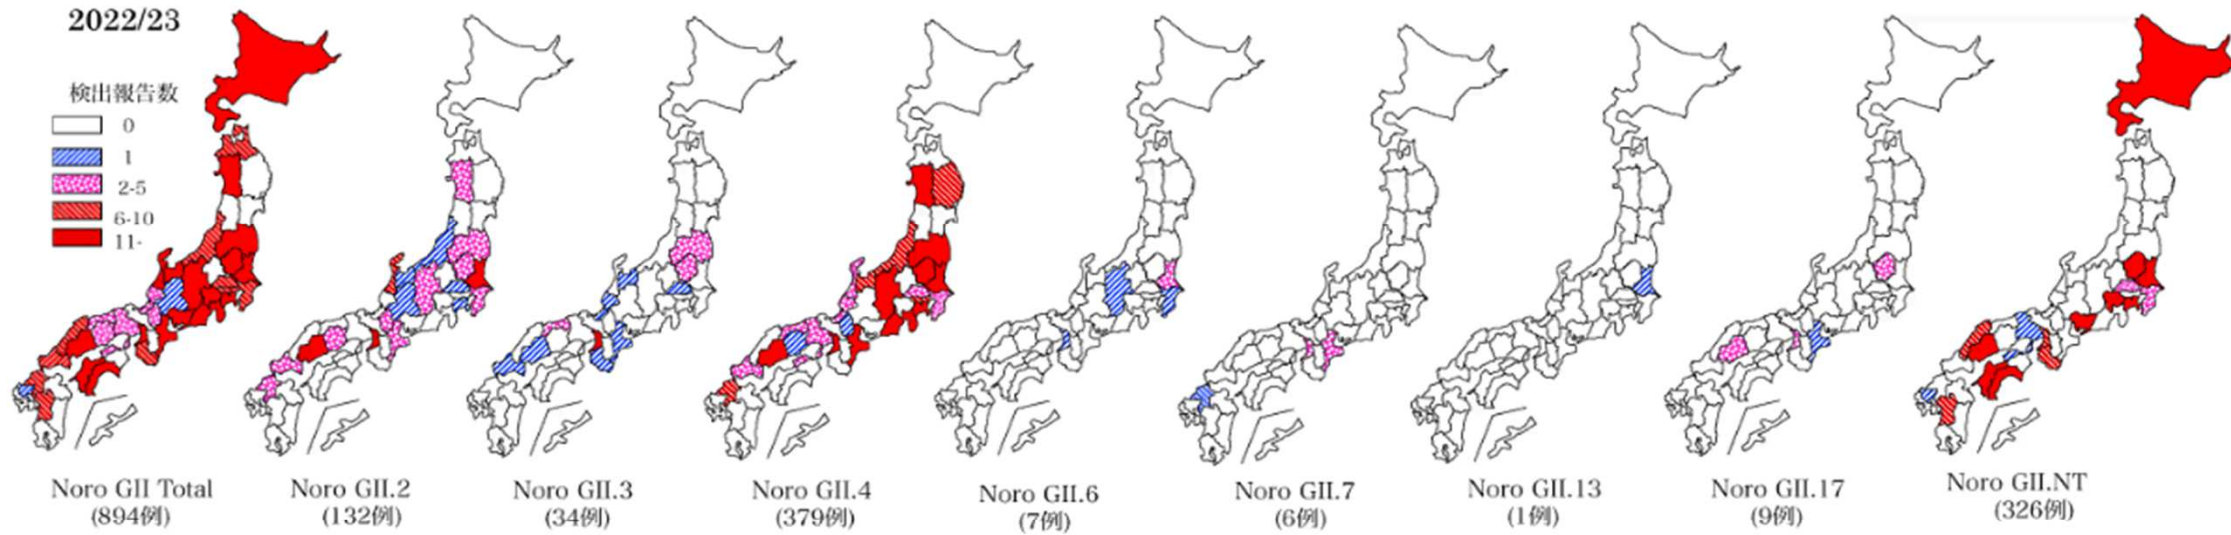 2022/23
検出報告数
0
1
2-5
6-10
11-
Noro GII Total
(894例)
Noro GII.2
(132例)
Noro GII.3
(34例)
Noro GII.4
(379例)
Noro GII.6
(7例)
Noro GII.7
(6例)
Noro GII.13
(1例)
Noro GII.17
(9例)
Noro GII.NT
(326例)